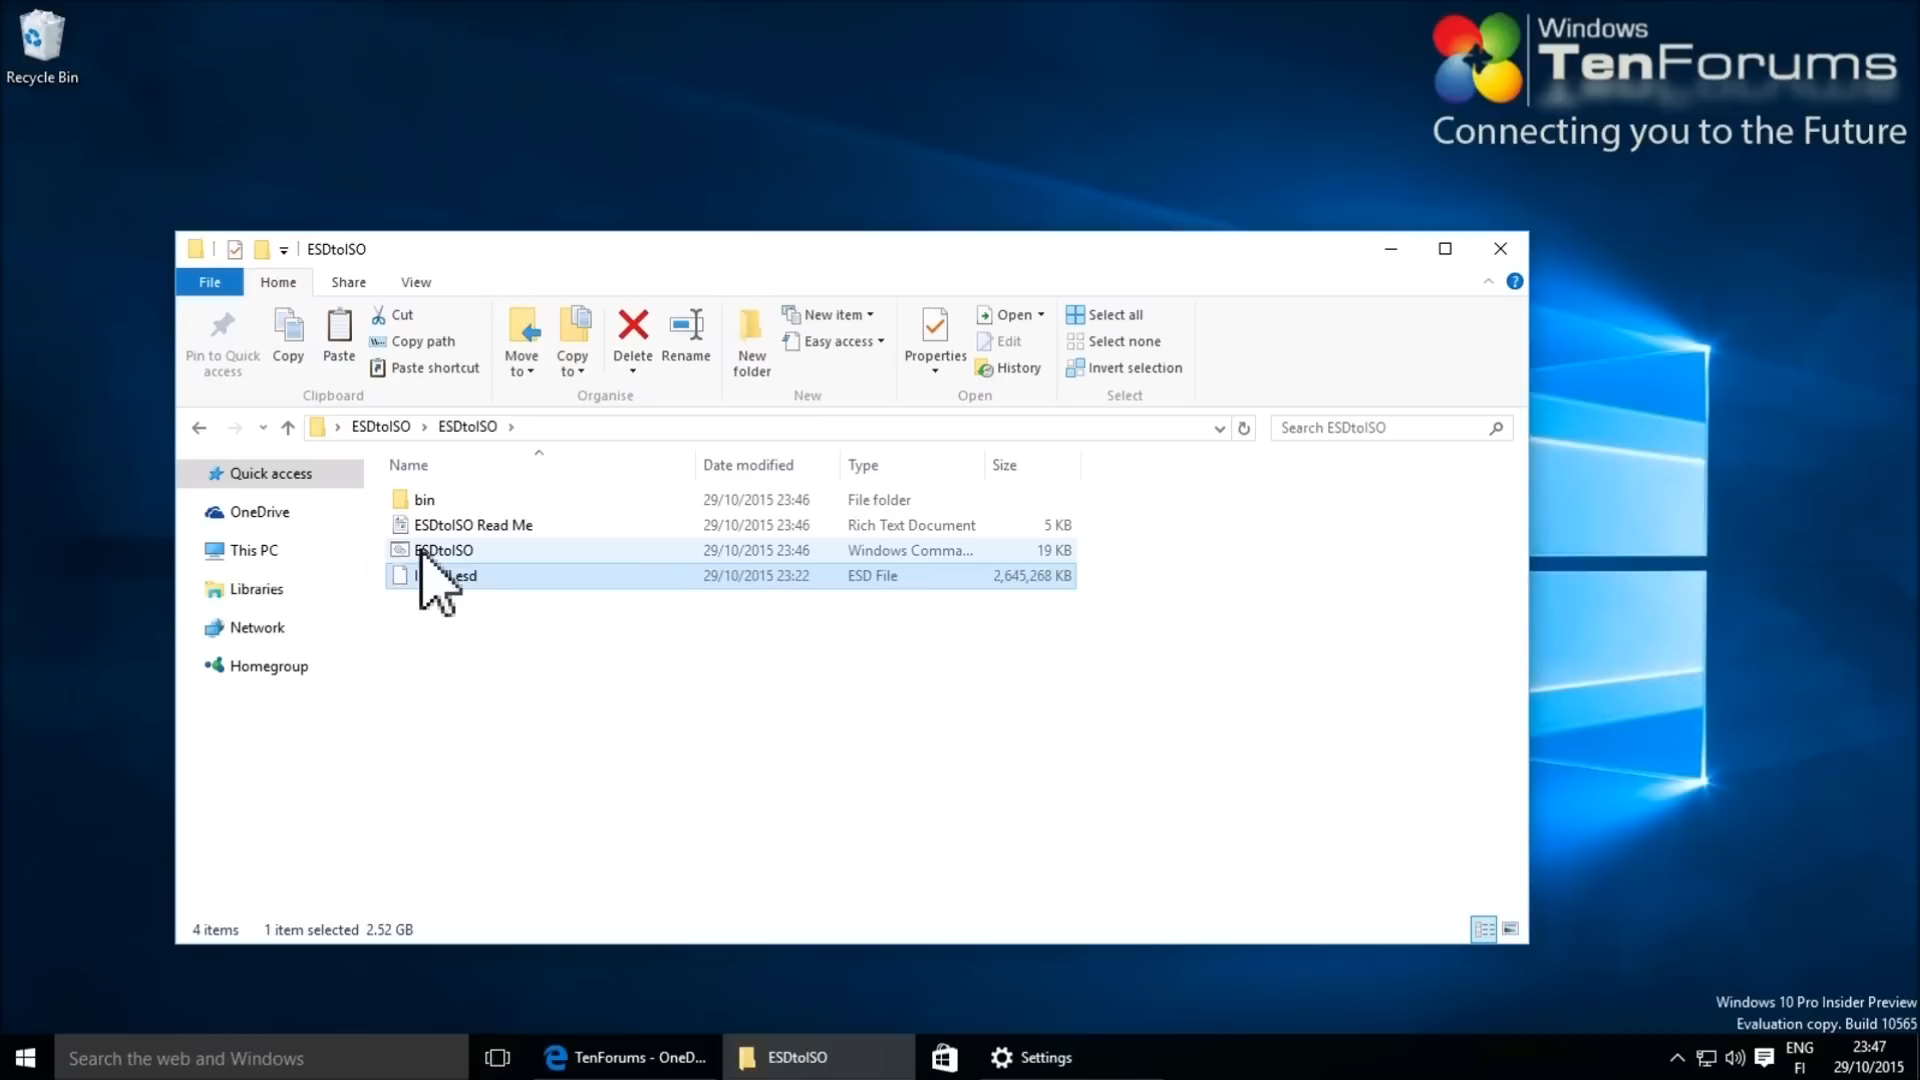 Recycle Bin
Windows
TenForums
Connecting you to the Future
ESDtoISO
File Home Share View
Pin to Quick access
Copy
Paste
Cut
Copy path
Paste shortcut
Clipboard
Move to
Copy to
Delete
Rename
Organise
New folder
New item
Easy access
New
Properties
Open
Edit
History
Open
Select all
Select none
Invert selection
Select
ESDtoISO ESDtoISO
Search ESDtoISO
Name Date modified Type Size
bin 29/10/2015 23:46 File folder
ESDtoISO Read Me 29/10/2015 23:46 Rich Text Document 5 KB
ESDtoISO 29/10/2015 23:46 Windows Comma... 19 KB
29/10/2015 23:22 ESD File 2,645,268 KB
Quick access
OneDrive
This PC
Libraries
Network
Homegroup
4 items 1 item selected 2.52 GB
Windows 10 Pro Insider Preview
Evaluation copy. Build 10565
Search the web and Windows
TenForums - OneD...
ESDtoISO
Settings
ENG
FI
23:47
29/10/2015